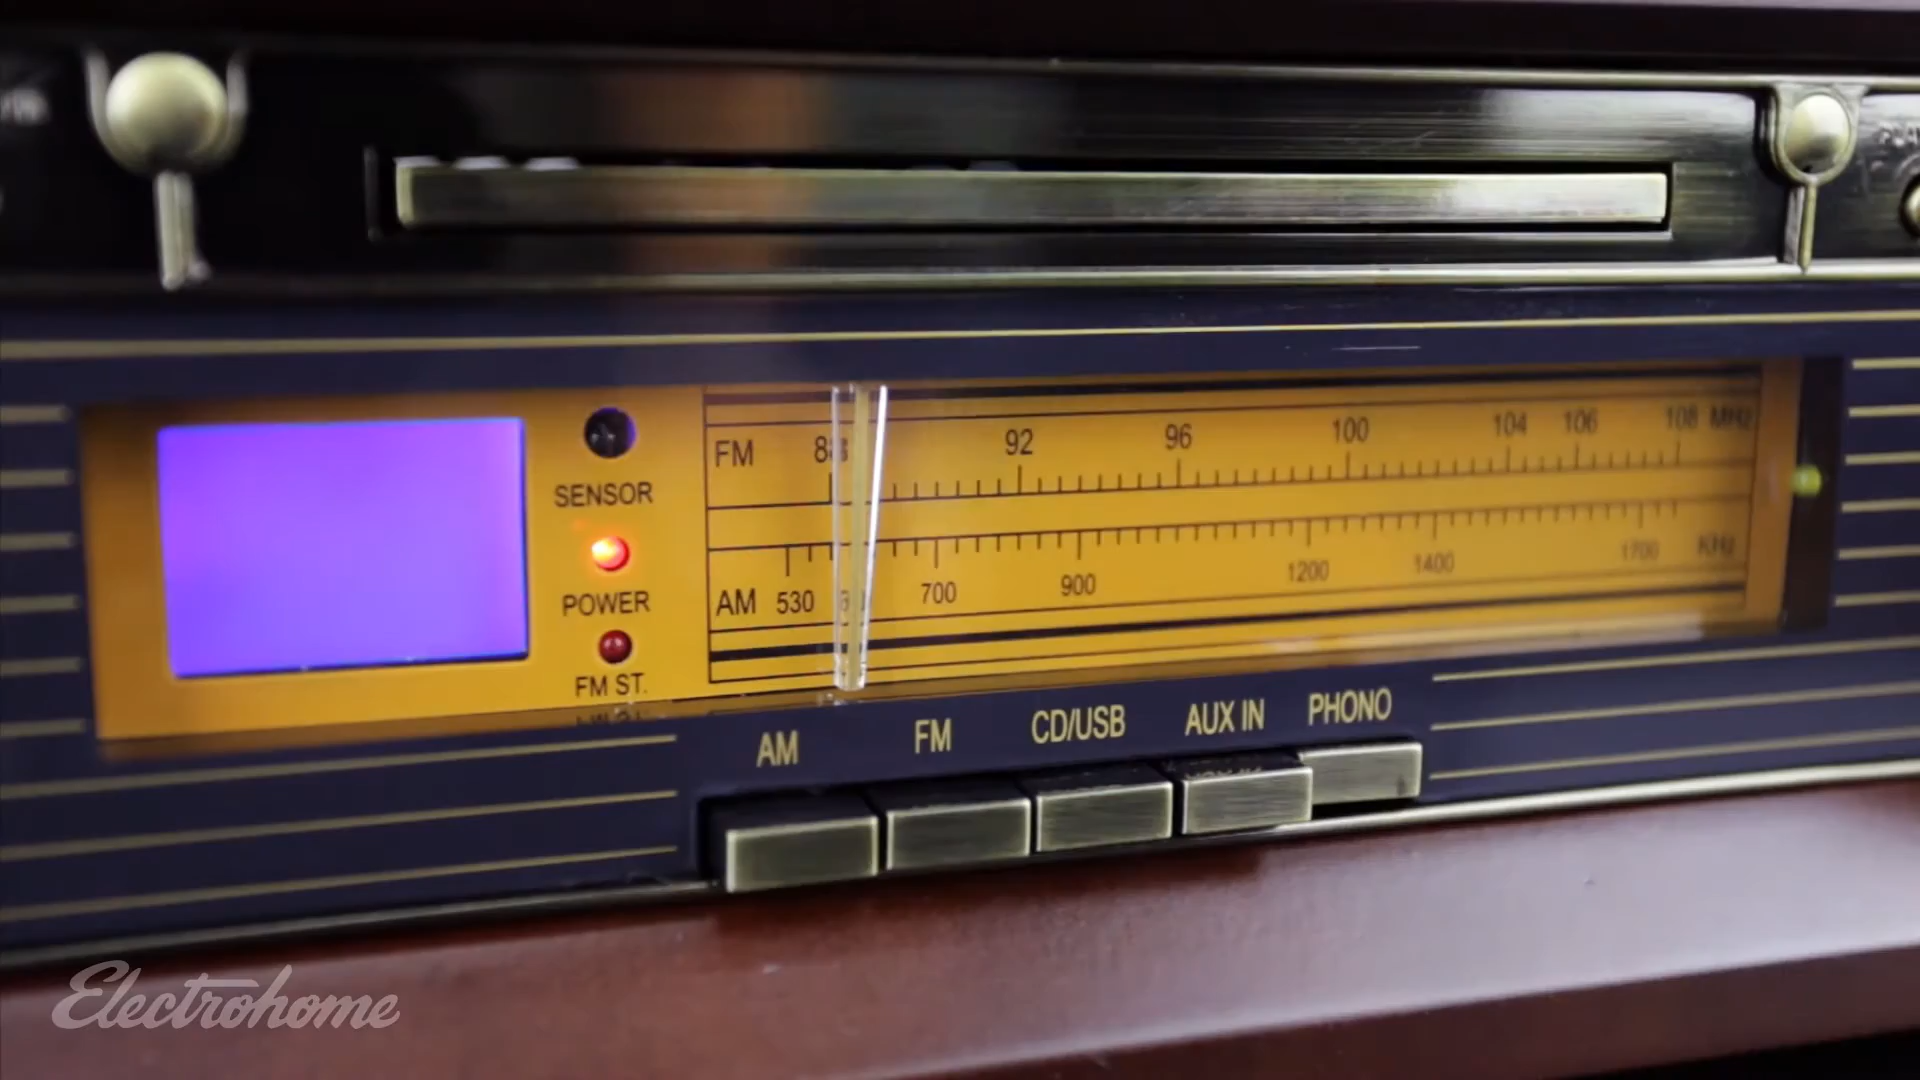 FM 88 92 96 100 104 106 108 MHz
SENSOR
POWER
AM 530 700 900 1200 1400 1700 KHz
FM ST.
AM FM CD/USB AUX IN PHONO
Electrohome